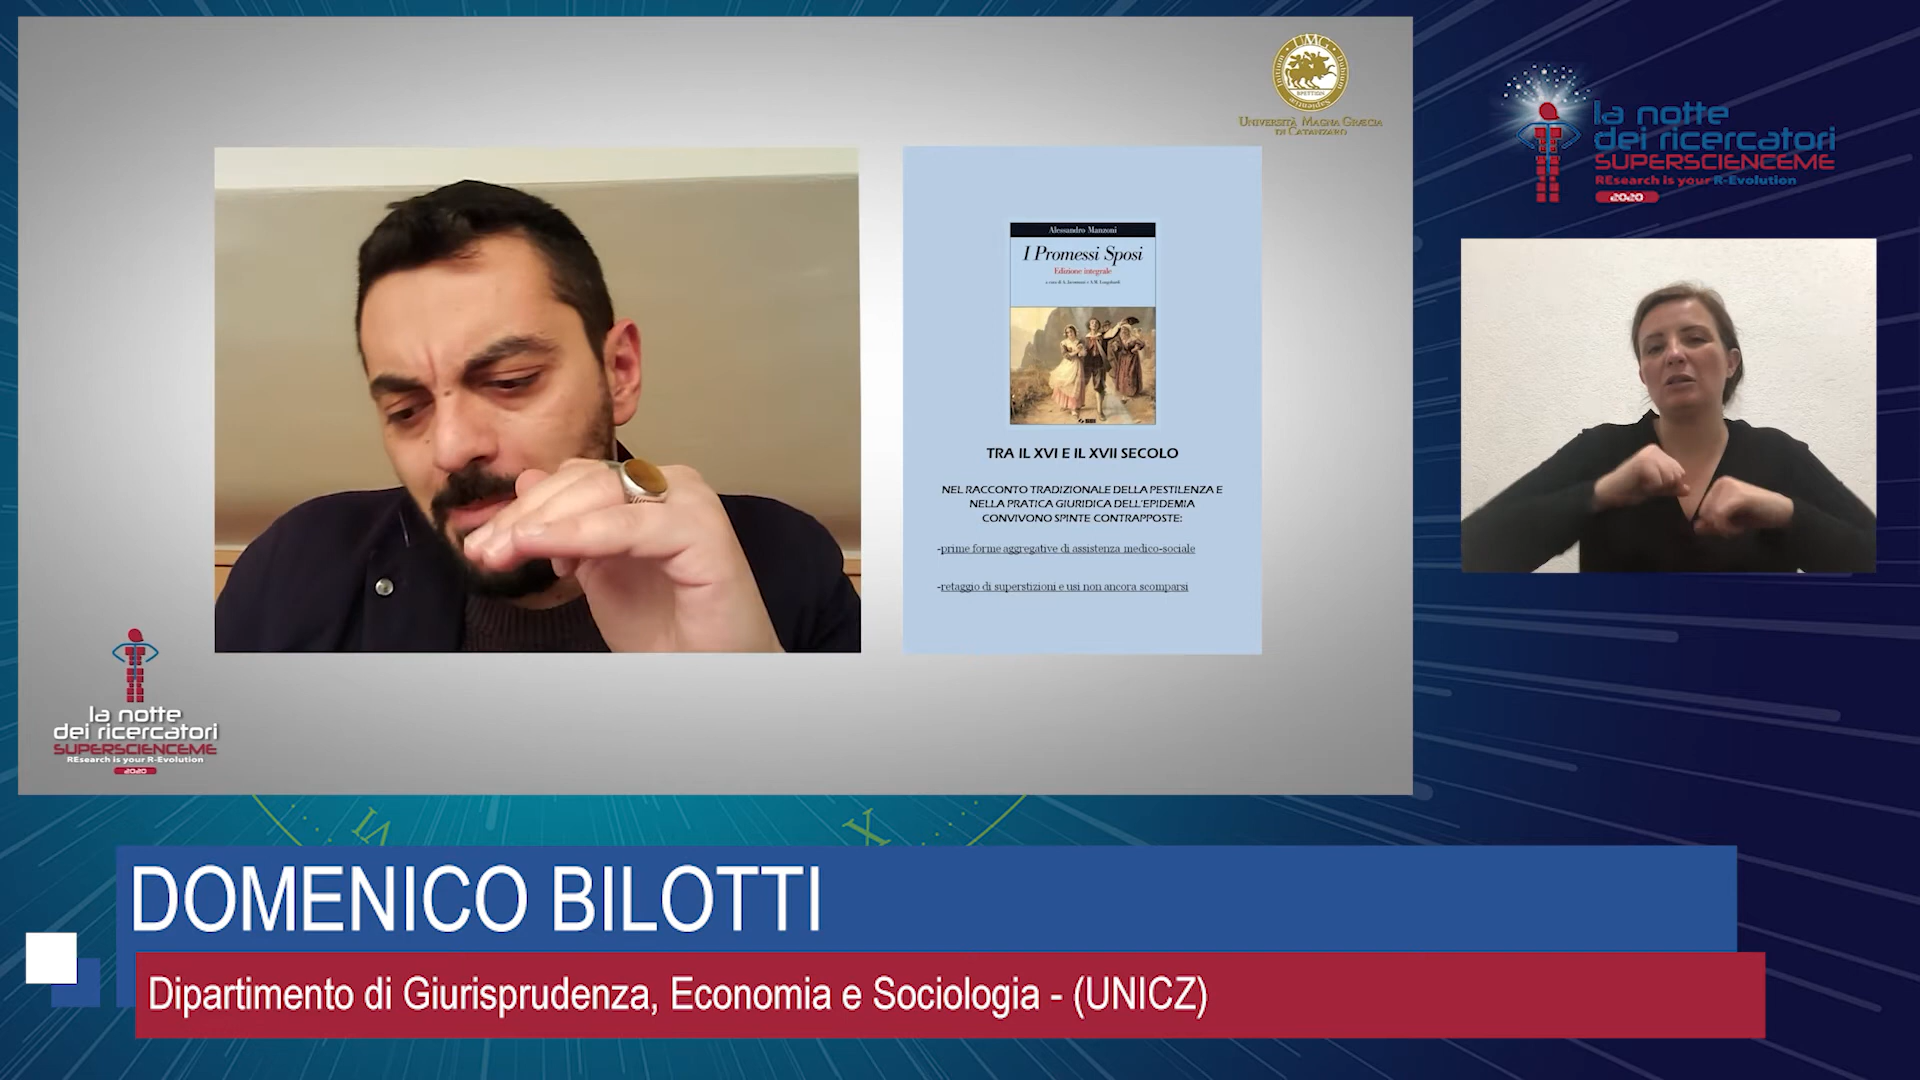 UMG
UNIVERSITÀ MAGNA GRÆCIA
DI CATANZARO
la notte
dei ricercatori
SUPERSCIENCEME
REsearch is your R-Evolution
2020
Alessandro Manzoni
I Promessi Sposi
Edizione integrale
TRA IL XVI E IL XVII SECOLO
NEL RACCONTO TRADIZIONALE DELLA PESTILENZA E
NELLA PRATICA GIURIDICA DELL'EPIDEMIA
CONVIVONO SPINTE CONTRAPPOSTE:
-prime forme aggregative di assistenza medico-sociale
-retaggio di superstizioni e usi non ancora scomparsi
la notte
dei ricercatori
SUPERSCIENCEME
REsearch is your R-Evolution
2020
VI
X
DOMENICO BILOTTI
Dipartimento di Giurisprudenza, Economia e Sociologia - (UNICZ)